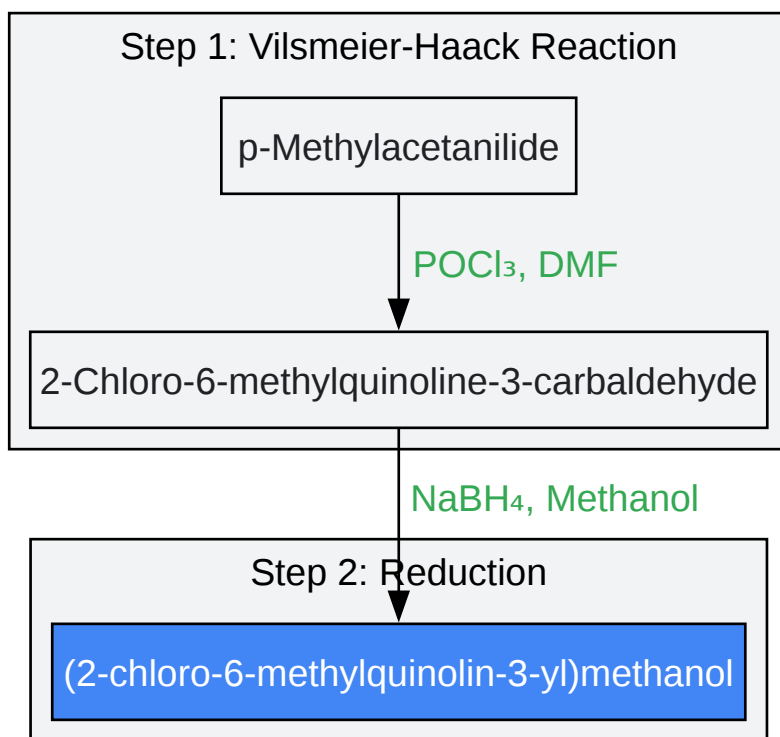 Step 1: Vilsmeier-Haack Reaction
p-Methylacetanilide
POCl₃, DMF
2-Chloro-6-methylquinoline-3-carbaldehyde
NaBH₄, Methanol
Step 2: Reduction
(2-chloro-6-methylquinolin-3-yl)methanol